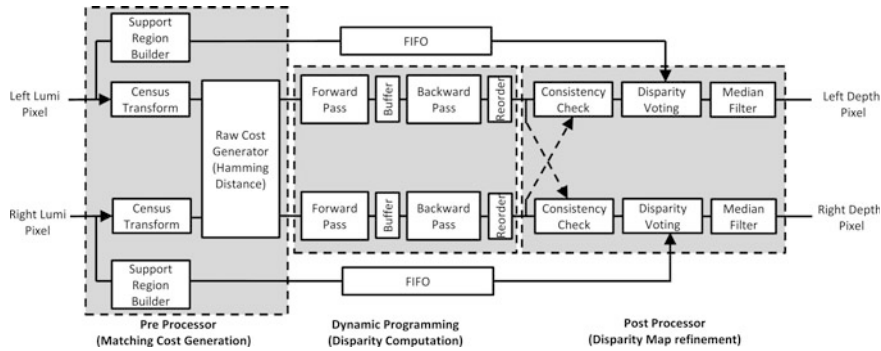 Support
Region
Builder
FIFO
Left Lumi
Pixel
Census
Transform
Raw Cost
Generator
(Hamming
Distance)
Forward
Pass
Buffer
Backward
Pass
Reorder
Consistency
Check
Disparity
Voting
Median
Filter
Left Depth
Pixel
Right Lumi
Pixel
Census
Transform
Forward
Pass
Buffer
Backward
Pass
Reorder
Consistency
Check
Disparity
Voting
Median
Filter
Right Depth
Pixel
Support
Region
Builder
FIFO
Pre Processor
(Matching Cost Generation)
Dynamic Programming
(Disparity Computation)
Post Processor
(Disparity Map refinement)